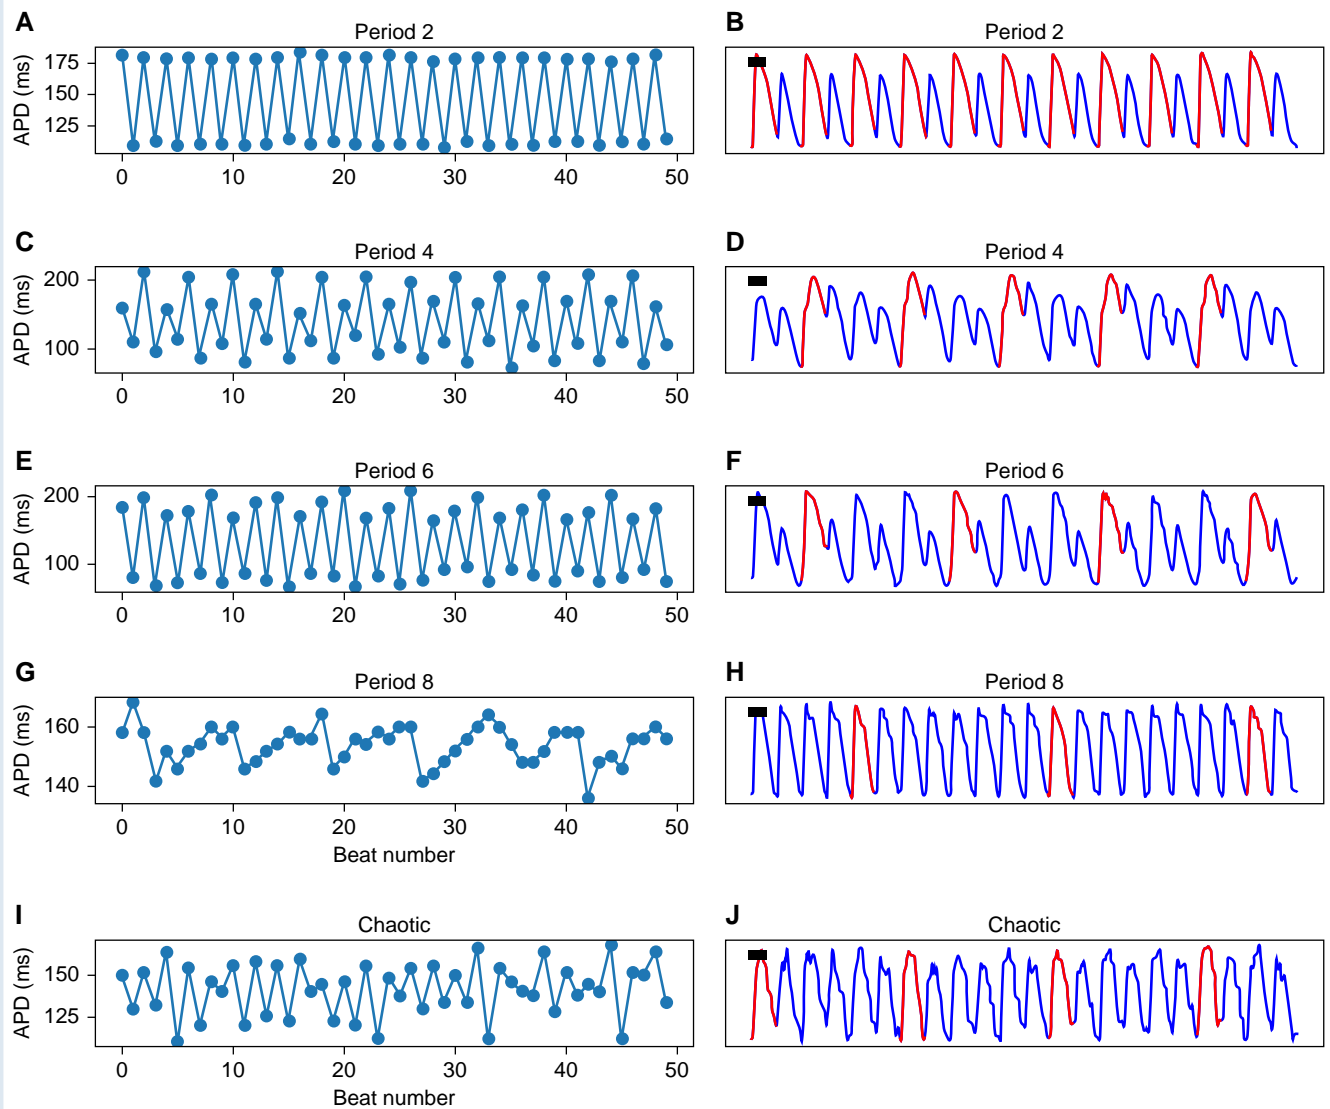 A
Period 2
APD (ms)
175
150
125
0 10 20 30 40 50
B
Period 2
C
Period 4
APD (ms)
200
100
0 10 20 30 40 50
D
Period 4
E
Period 6
APD (ms)
200
100
0 10 20 30 40 50
F
Period 6
G
Period 8
APD (ms)
160
140
0 10 20 30 40 50
Beat number
H
Period 8
I
Chaotic
APD (ms)
150
125
0 10 20 30 40 50
Beat number
J
Chaotic